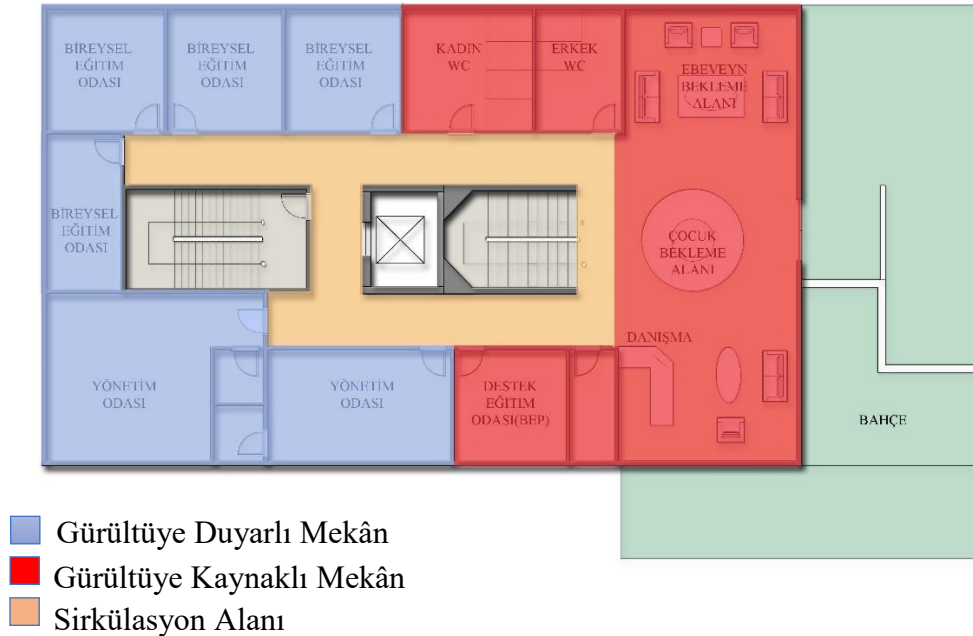 BİREYSEL
EĞİTİM
ODASI
BİREYSEL
EĞİTİM
ODASI
BİREYSEL
EĞİTİM
ODASI
KADIN
WC
ERKEK
WC
EBEVEYN
BEKLEME
ALANI
BİREYSEL
EĞİTİM
ODASI
ÇOCUK
BEKLEME
ALANI
DANIŞMA
YÖNETİM
ODASI
YÖNETİM
ODASI
DESTEK
EĞITIM
ODASI(BEP)
BAHÇE
Gürültüye Duyarlı Mekân
Gürültüye Kaynaklı Mekân
Sirkülasyon Alanı